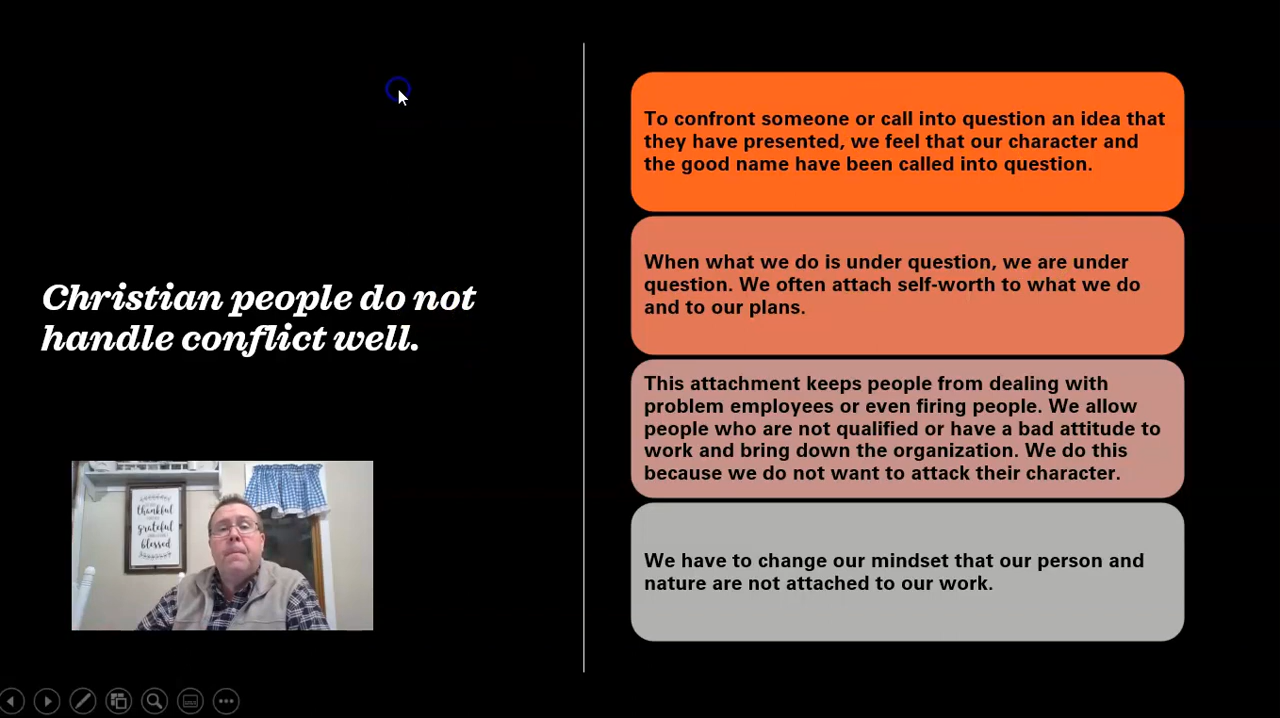 Christian people do not
handle conflict well.
To confront someone or call into question an idea that
they have presented, we feel that our character and
the good name have been called into question.
When what we do is under question, we are under
question. We often attach self-worth to what we do
and to our plans.
This attachment keeps people from dealing with
problem employees or even firing people. We allow
people who are not qualified or have a bad attitude to
work and bring down the organization. We do this
because we do not want to attack their character.
We have to change our mindset that our person and
nature are not attached to our work.
thankful
grateful
blessed